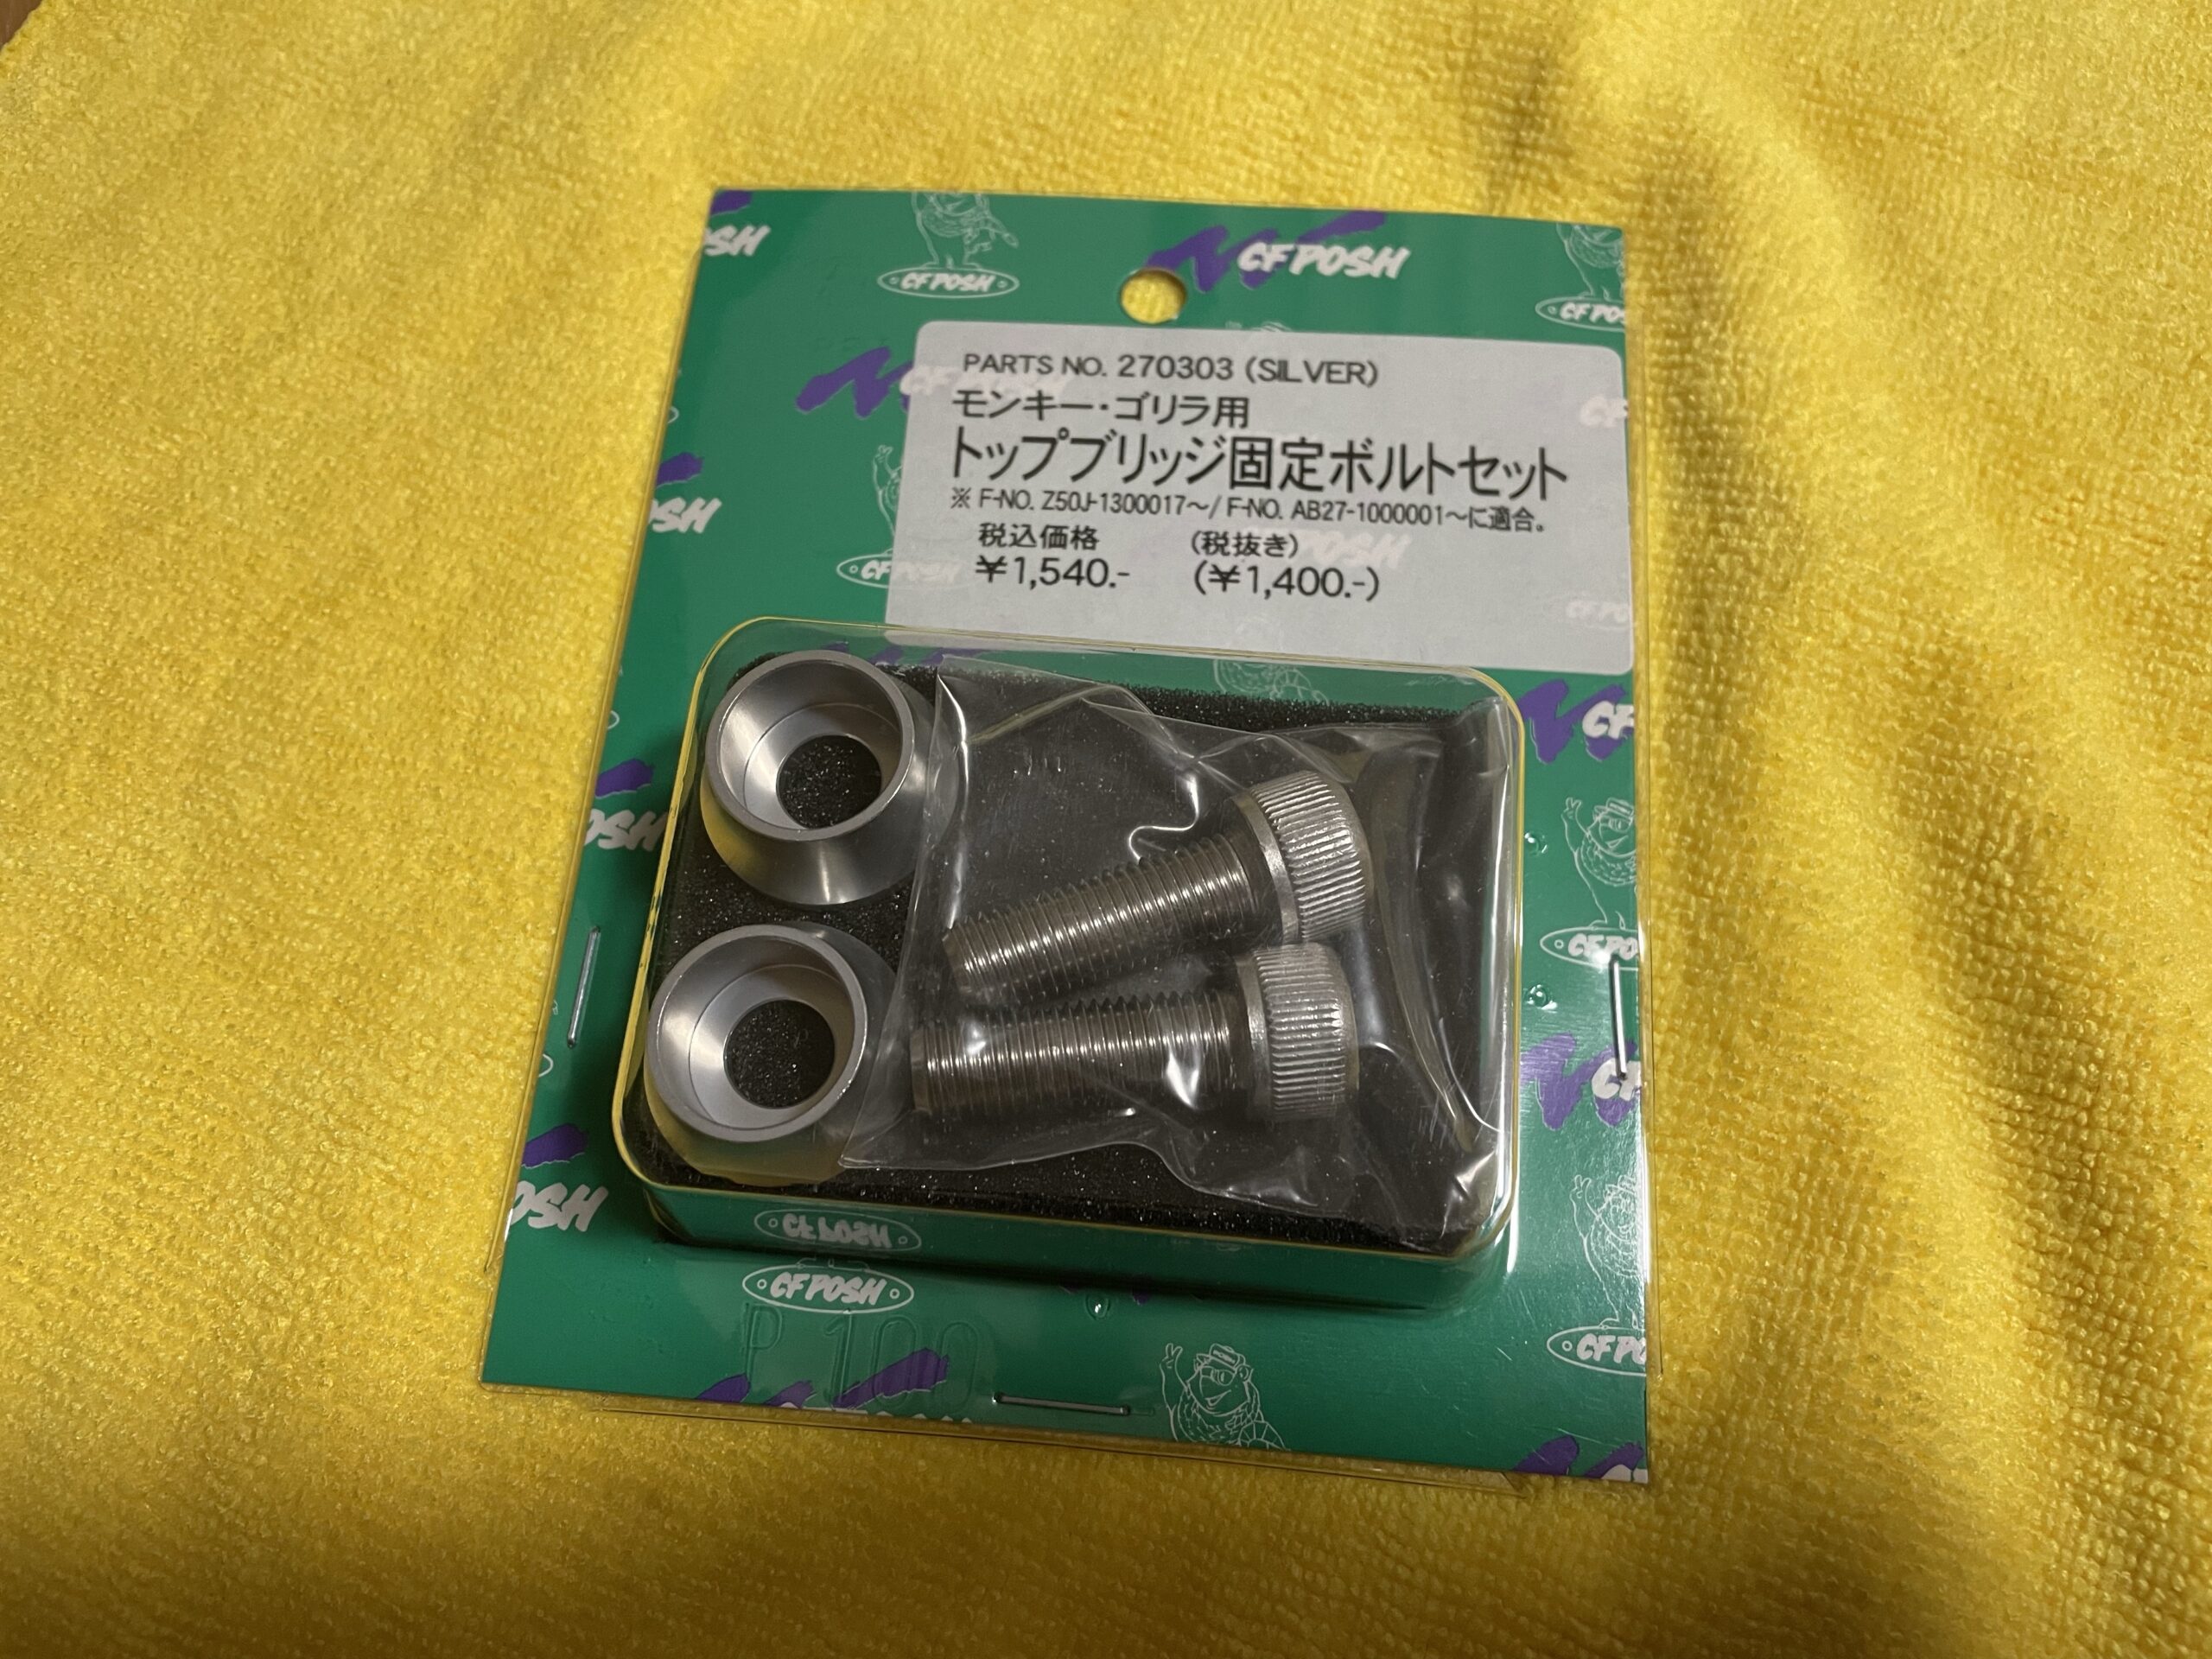 CF POSH
CF POSH
PARTS NO. 270303 (SILVER)
モンキー・ゴリラ用
トップブリッジ固定ボルトセット
※ F-NO. Z50J-1300017～/ F-NO. AB27-1000001～に適合。
税込価格 (税抜き)
￥1,540.- (￥1,400.-)
CF POSH
P 100